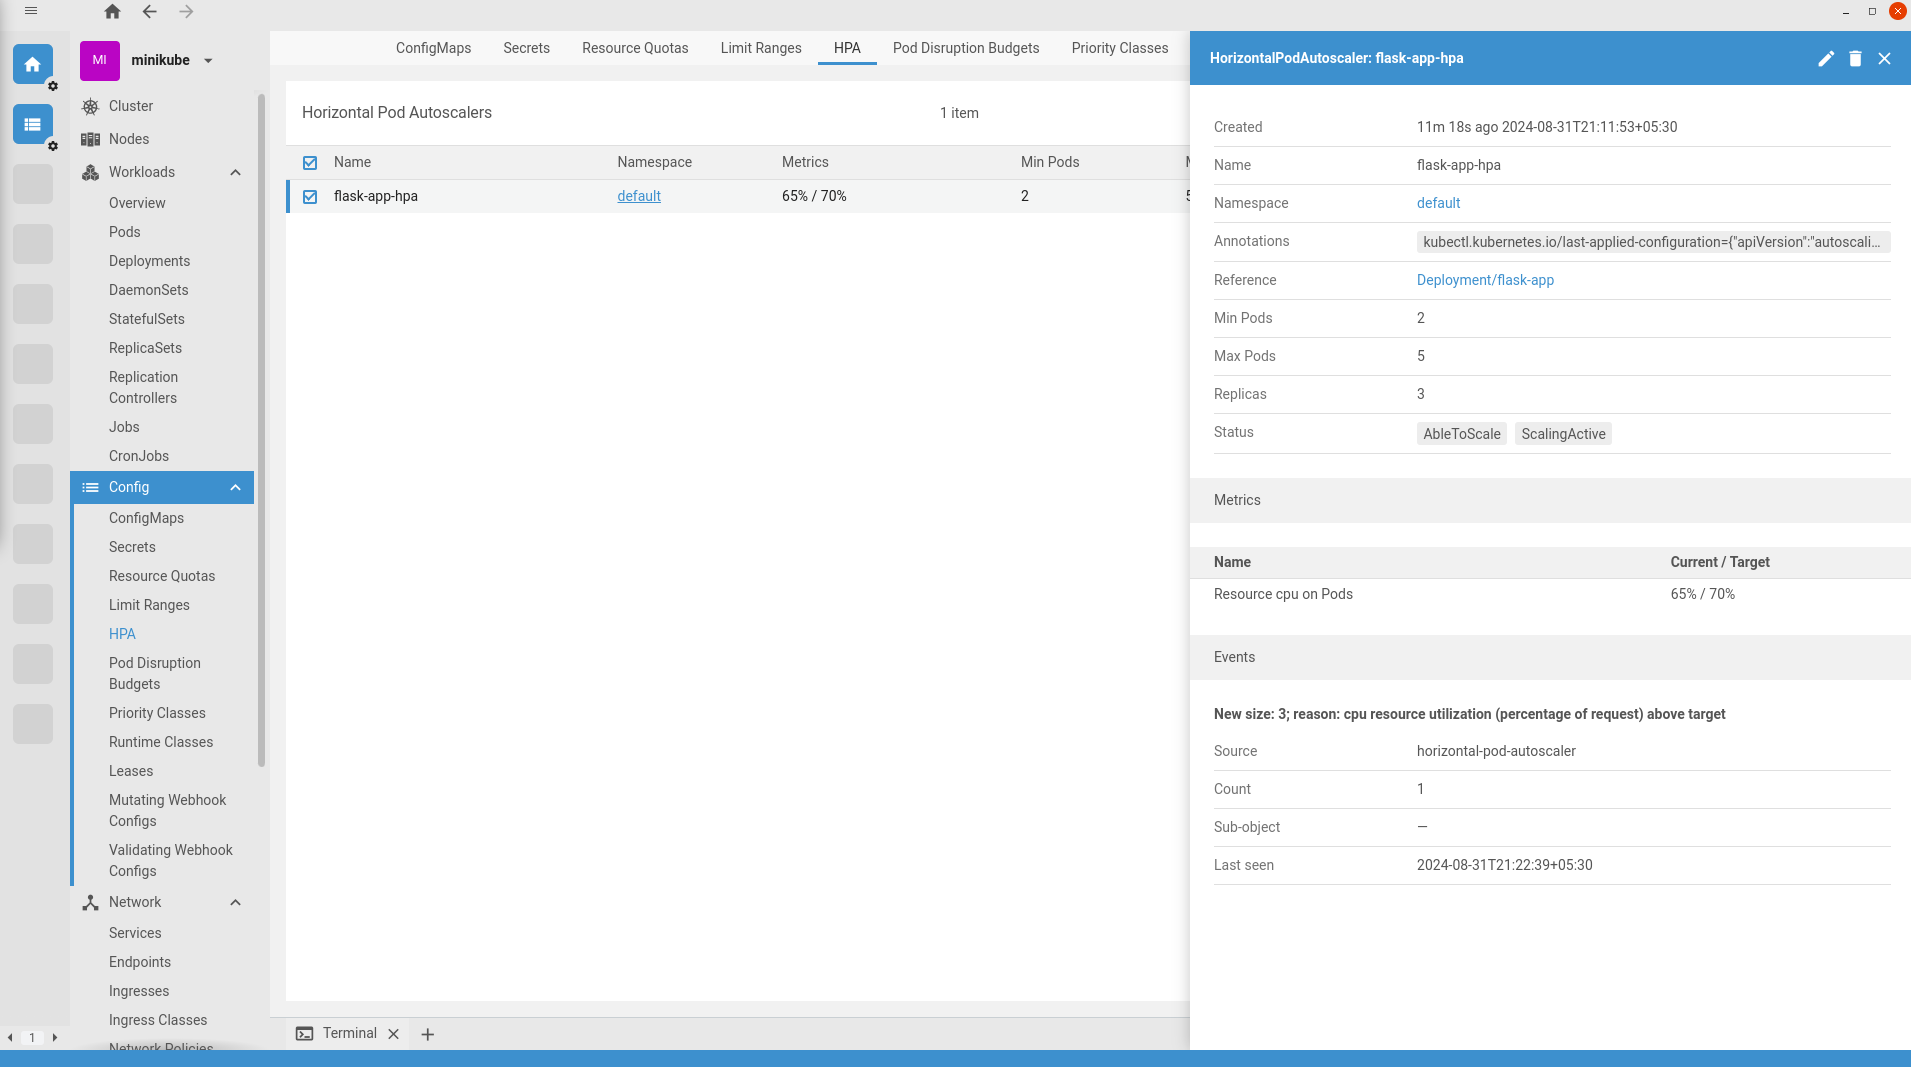 MI minikube
Cluster
Nodes
Workloads
Overview
Pods
Deployments
DaemonSets
StatefulSets
ReplicaSets
Replication
Controllers
Jobs
CronJobs
Config
ConfigMaps
Secrets
Resource Quotas
Limit Ranges
HPA
Pod Disruption
Budgets
Priority Classes
Runtime Classes
Leases
Mutating Webhook
Configs
Validating Webhook
Configs
Network
Services
Endpoints
Ingresses
Ingress Classes
Network Policies
1
ConfigMaps Secrets Resource Quotas Limit Ranges HPA Pod Disruption Budgets Priority Classes
Horizontal Pod Autoscalers 1 item
Name Namespace Metrics Min Pods
flask-app-hpa default 65% / 70% 2 5
Terminal
HorizontalPodAutoscaler: flask-app-hpa
Created 11m 18s ago 2024-08-31T21:11:53+05:30
Name flask-app-hpa
Namespace default
Annotations kubectl.kubernetes.io/last-applied-configuration={"apiVersion":"autoscali...
Reference Deployment/flask-app
Min Pods 2
Max Pods 5
Replicas 3
Status AbleToScale ScalingActive
Metrics
Name Current / Target
Resource cpu on Pods 65% / 70%
Events
New size: 3; reason: cpu resource utilization (percentage of request) above target
Source horizontal-pod-autoscaler
Count 1
Sub-object —
Last seen 2024-08-31T21:22:39+05:30